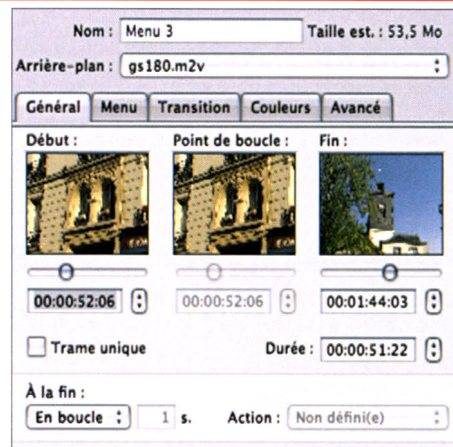 Nom : Menu 3 Taille est. : 53,5 Mo
Arrière-plan : gs180.m2v
Général Menu Transition Couleurs Avancé
Début : Point de boucle : Fin :
00:00:52:06 00:00:52:06 00:01:44:03
Trame unique Durée : 00:00:51:22
À la fin :
En boucle 1 s. Action : Non défini(e)